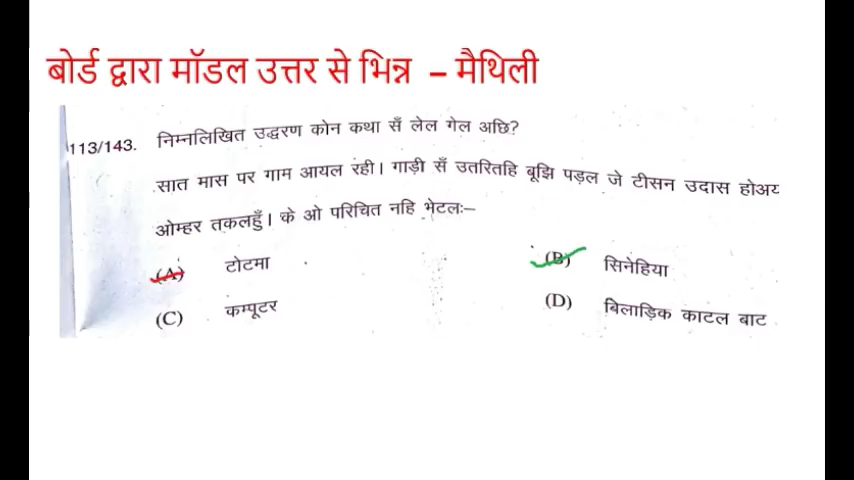 बोर्ड द्वारा मॉडल उत्तर से भिन्न – मैथिली
113/143. निम्नलिखित उद्धरण कोन कथा सँ लेल गेल अछि?
सात मास पर गाम आयल रही। गाड़ी सँ उतरितहि बूझि पड़ल जे टीसन उदास होअय
ओम्हर तकलहुँ। के ओ परिचित नहि भेटलः–
(A) टोटमा (B) सिनेहिया
(C) कम्पूटर (D) बिलाड़िक काटल बाट